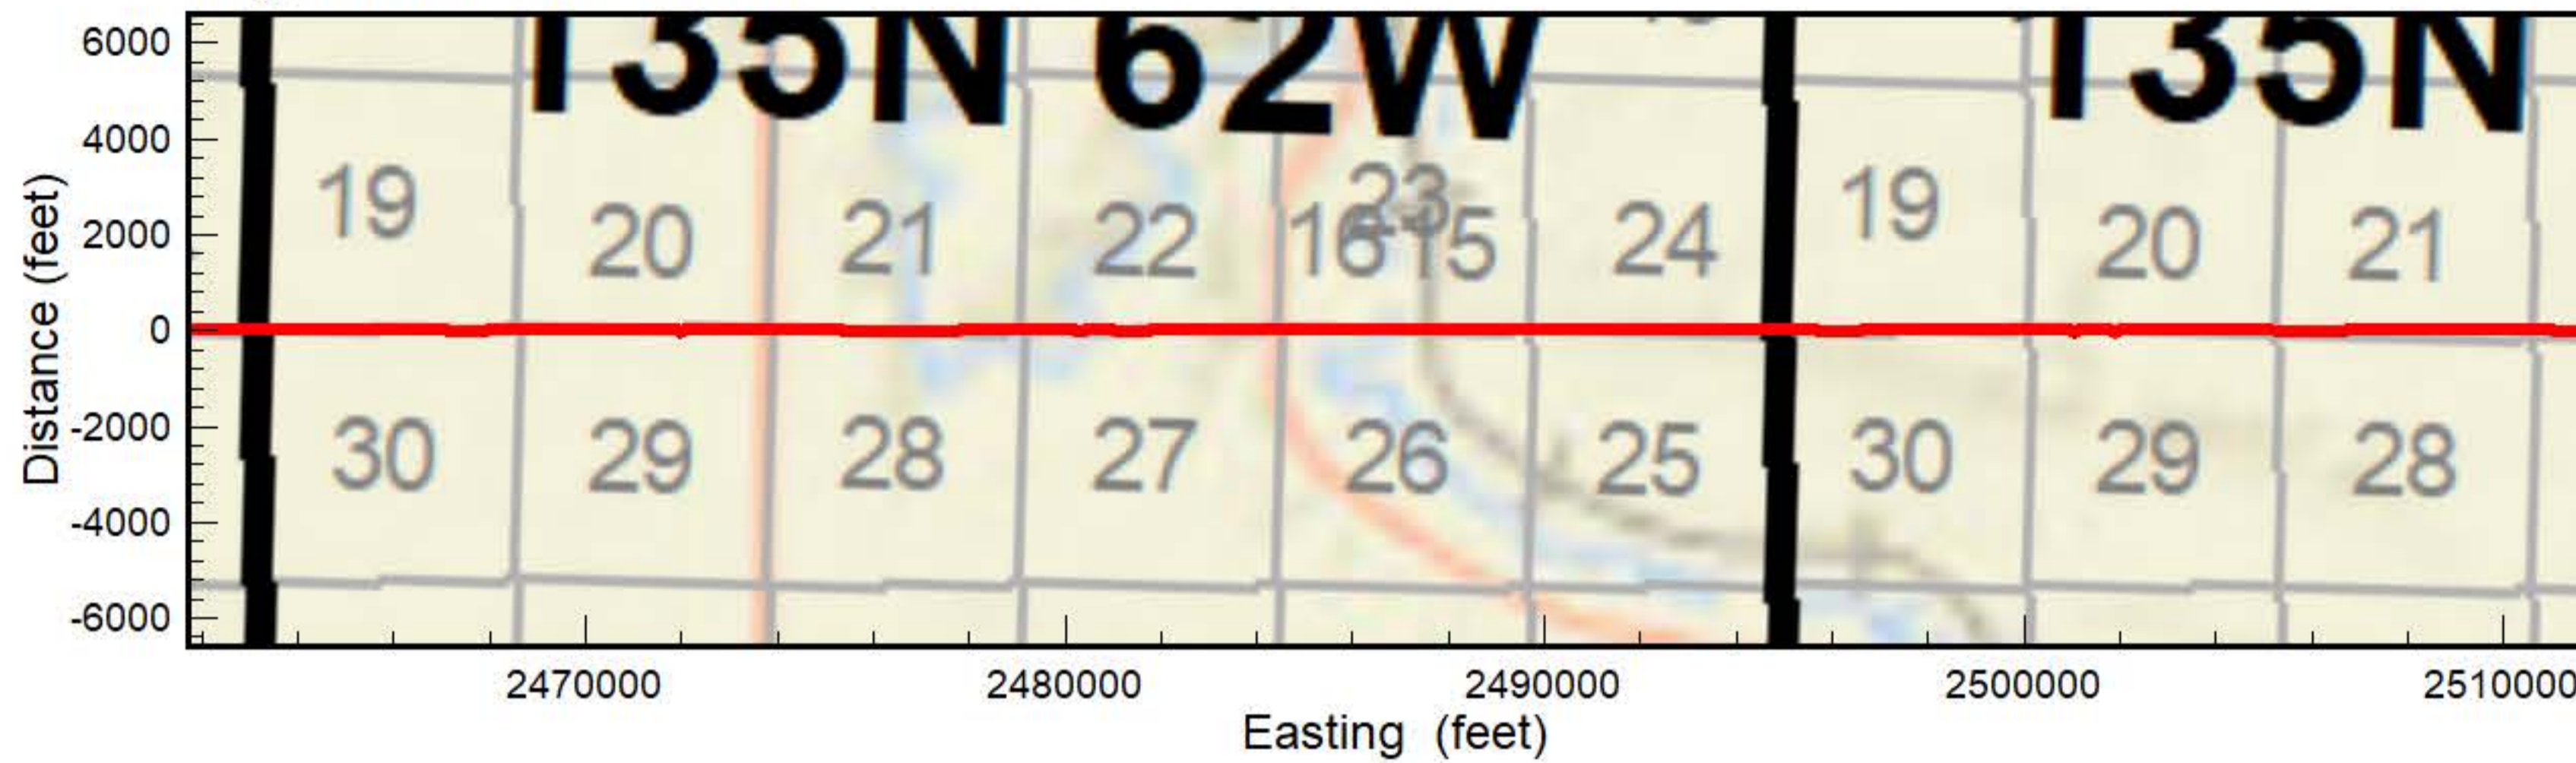 6000
T35N 62W
T35N
4000
19 20 21 22 23 16 15 24 19 20 21
2000
0
30 29 28 27 26 25 30 29 28
-2000
-4000
-6000
Distance (feet)
2470000 2480000 2490000 2500000 2510000
Easting (feet)